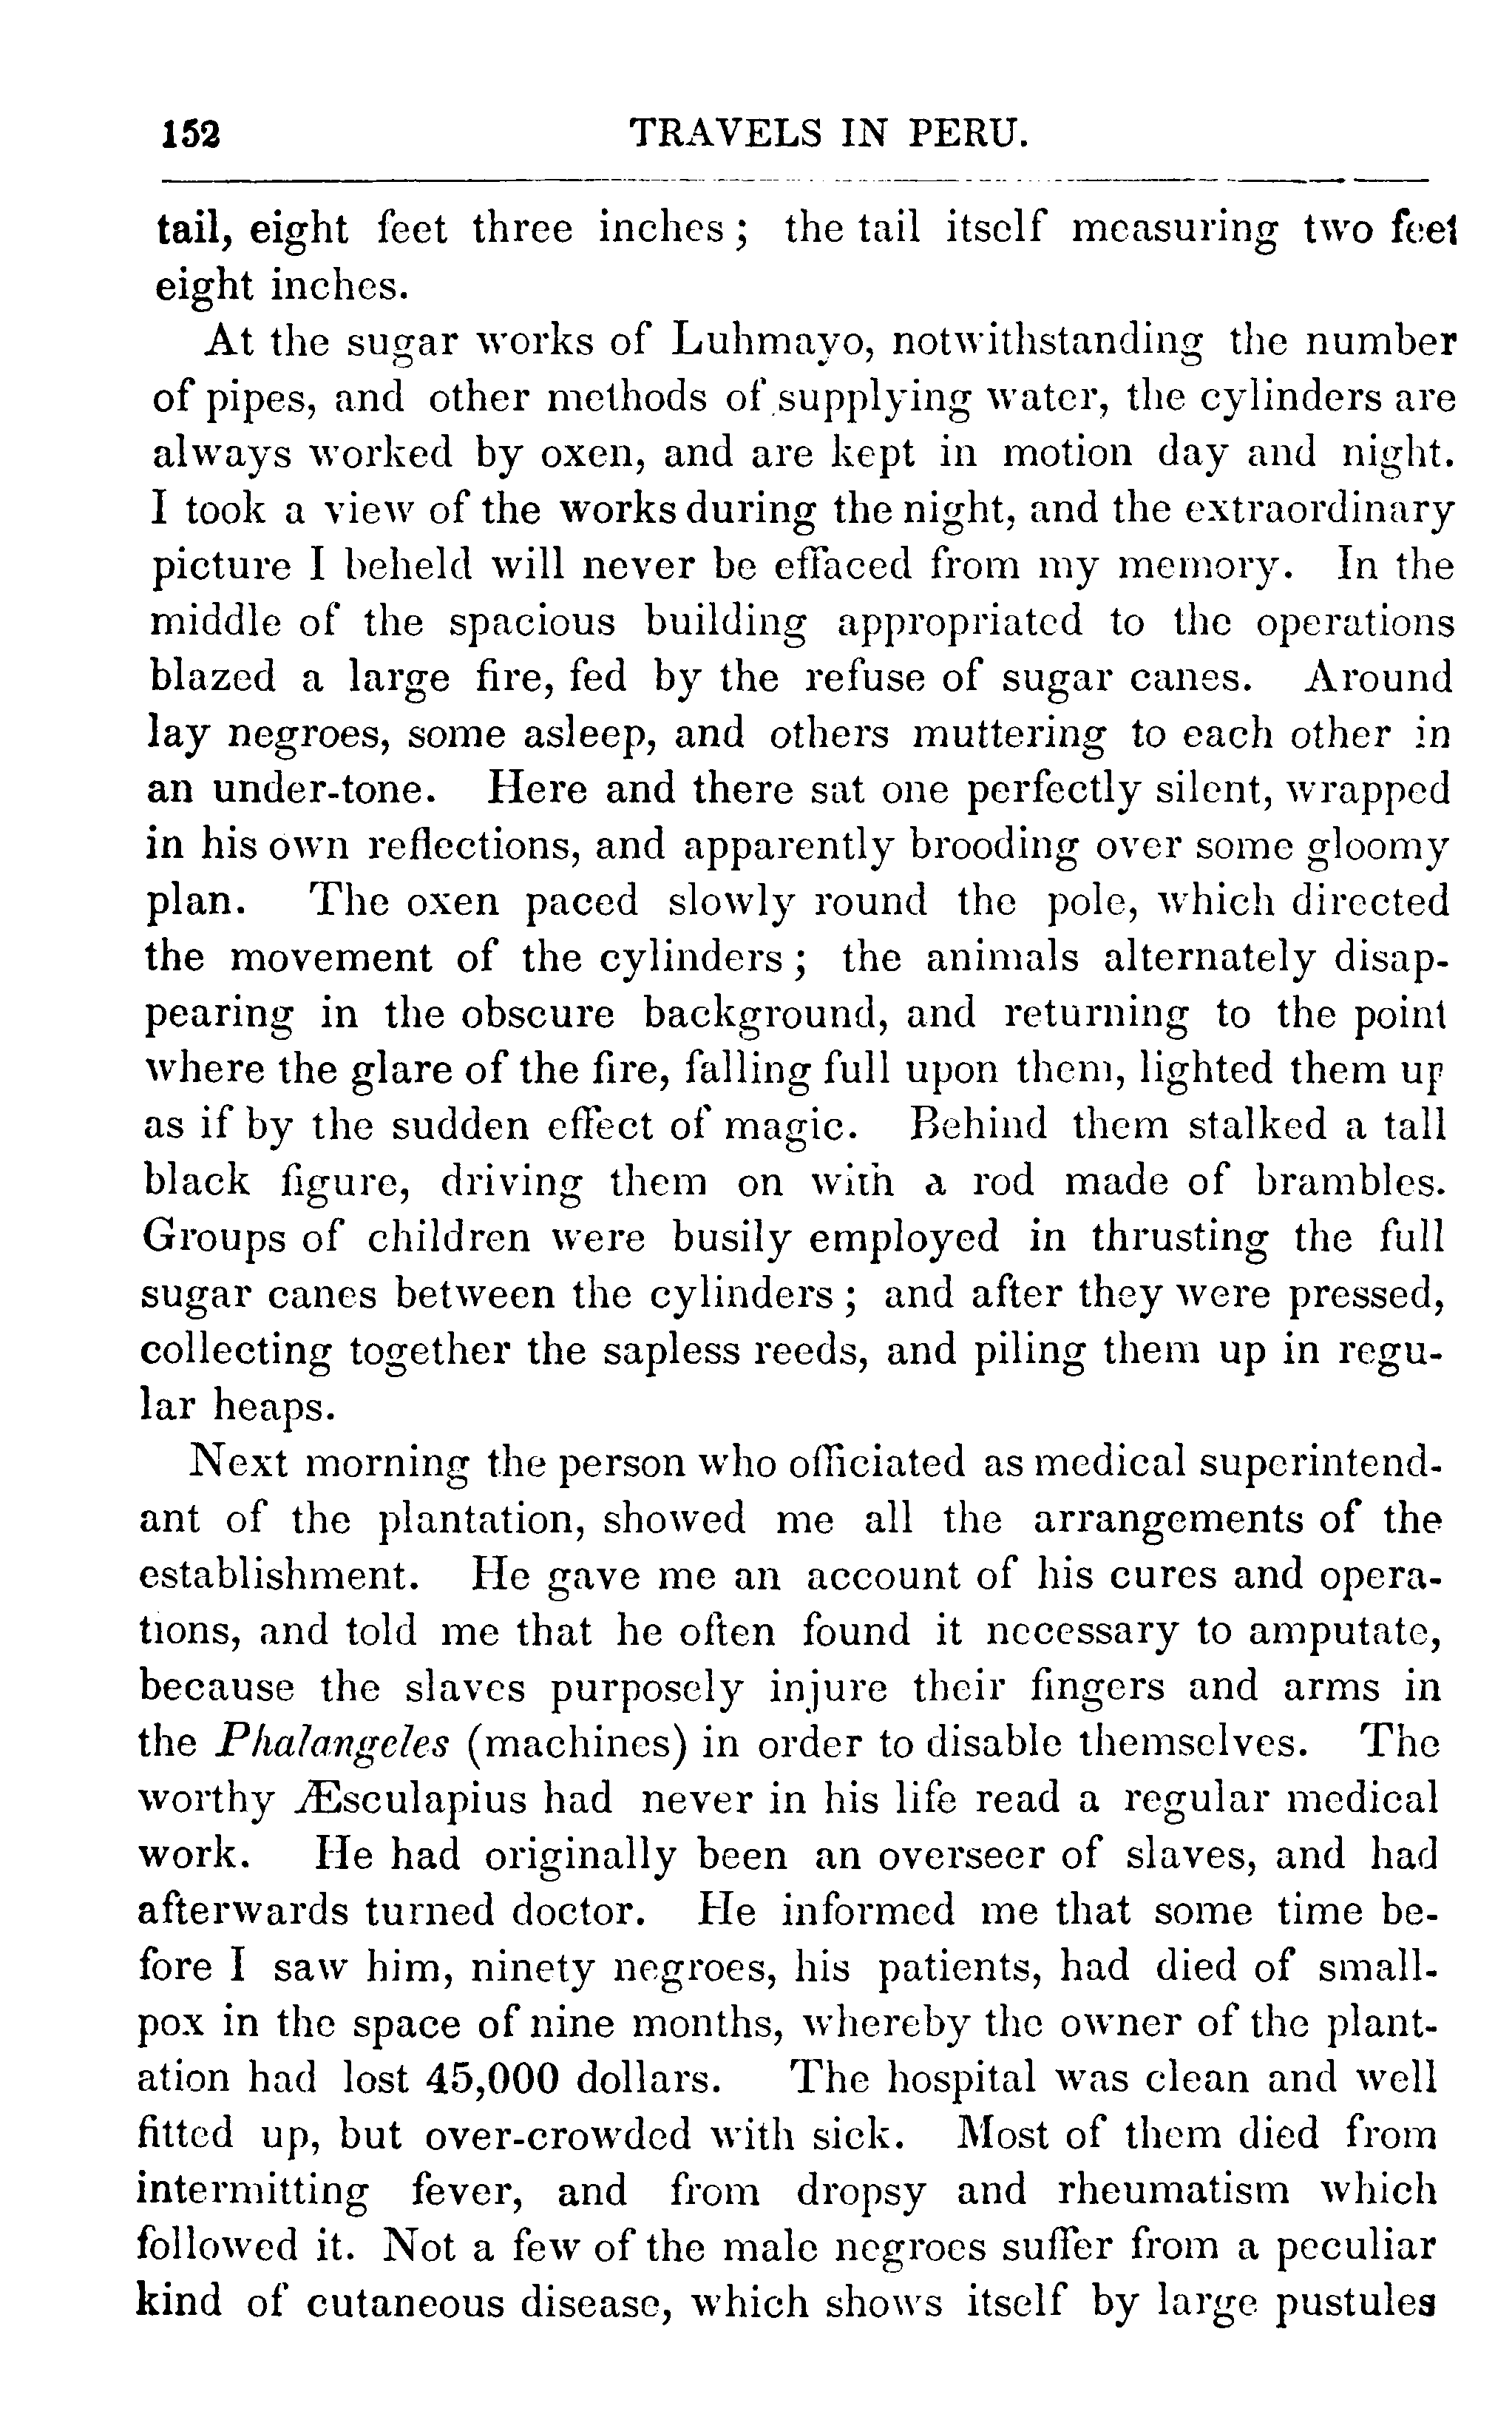 152 TRAVELS IN PERU.
tail, eight feet three inches; the tail itself measuring two feet
eight inches.
At the sugar works of Luhmayo, notwithstanding the number
of pipes, and other methods of supplying water, the cylinders are
always worked by oxen, and are kept in motion day and night.
I took a view of the works during the night, and the extraordinary
picture I beheld will never be effaced from my memory. In the
middle of the spacious building appropriated to the operations
blazed a large fire, fed by the refuse of sugar canes. Around
lay negroes, some asleep, and others muttering to each other in
an under-tone. Here and there sat one perfectly silent, wrapped
in his own reflections, and apparently brooding over some gloomy
plan. The oxen paced slowly round the pole, which directed
the movement of the cylinders; the animals alternately disap-
pearing in the obscure background, and returning to the point
where the glare of the fire, falling full upon them, lighted them up
as if by the sudden effect of magic. Behind them stalked a tall
black figure, driving them on with a rod made of brambles.
Groups of children were busily employed in thrusting the full
sugar canes between the cylinders; and after they were pressed,
collecting together the sapless reeds, and piling them up in regu-
lar heaps.
Next morning the person who officiated as medical superintend-
ant of the plantation, showed me all the arrangements of the
establishment. He gave me an account of his cures and opera-
tions, and told me that he often found it necessary to amputate,
because the slaves purposely injure their fingers and arms in
the Phalangeles (machines) in order to disable themselves. The
worthy Æsculapius had never in his life read a regular medical
work. He had originally been an overseer of slaves, and had
afterwards turned doctor. He informed me that some time be-
fore I saw him, ninety negroes, his patients, had died of small-
pox in the space of nine months, whereby the owner of the plant-
ation had lost 45,000 dollars. The hospital was clean and well
fitted up, but over-crowded with sick. Most of them died from
intermitting fever, and from dropsy and rheumatism which
followed it. Not a few of the male negroes suffer from a peculiar
kind of cutaneous disease, which shows itself by large pustules